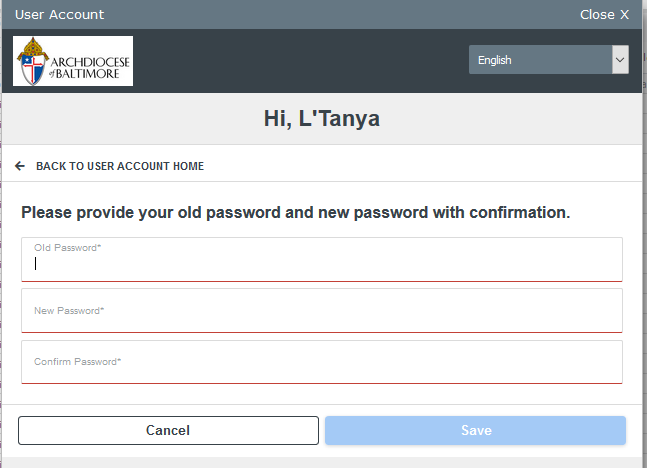 User Account
Close X
ARCHDIOCESE
of BALTIMORE
English
Hi, L'Tanya
BACK TO USER ACCOUNT HOME
Please provide your old password and new password with confirmation.
Old Password*
New Password*
Confirm Password*
Cancel
Save